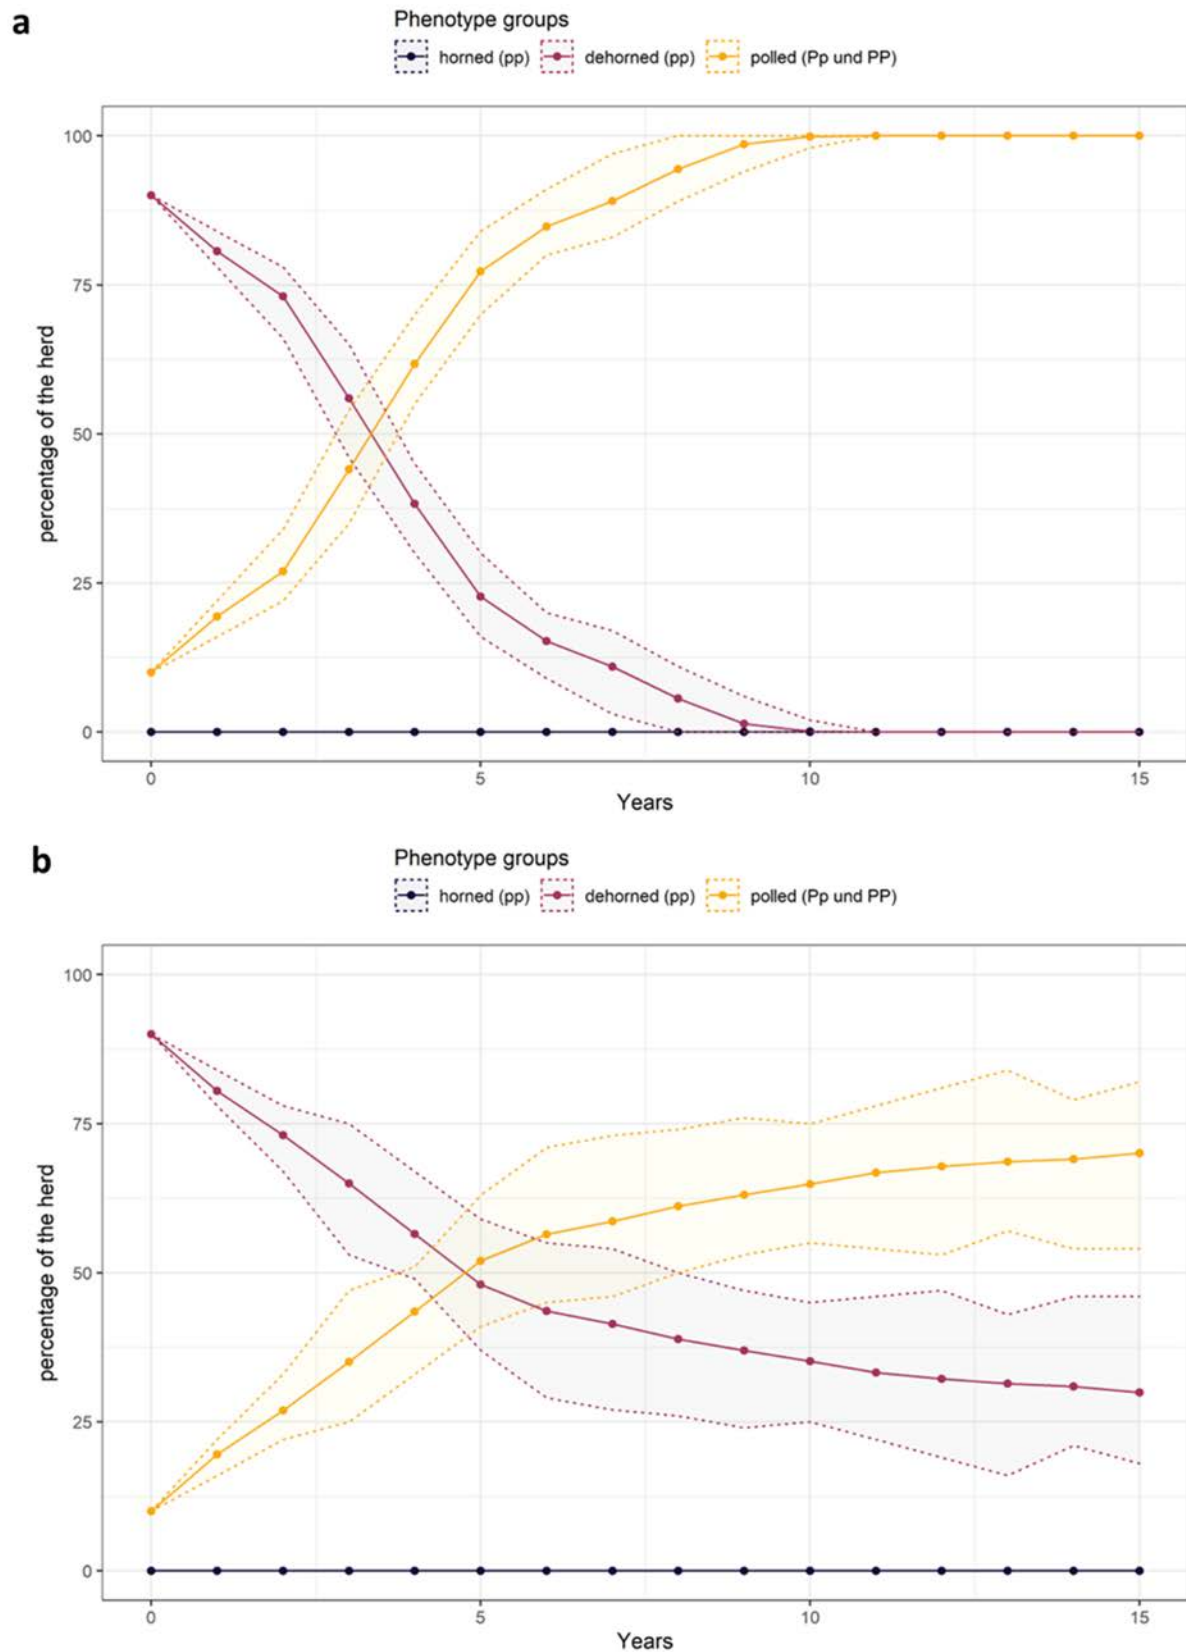 a
Phenotype groups
horned (pp) dehorned (pp) polled (Pp und PP)
percentage of the herd
100
75
50
25
0
0 5 10 15
Years
b
Phenotype groups
horned (pp) dehorned (pp) polled (Pp und PP)
percentage of the herd
100
75
50
25
0
0 5 10 15
Years